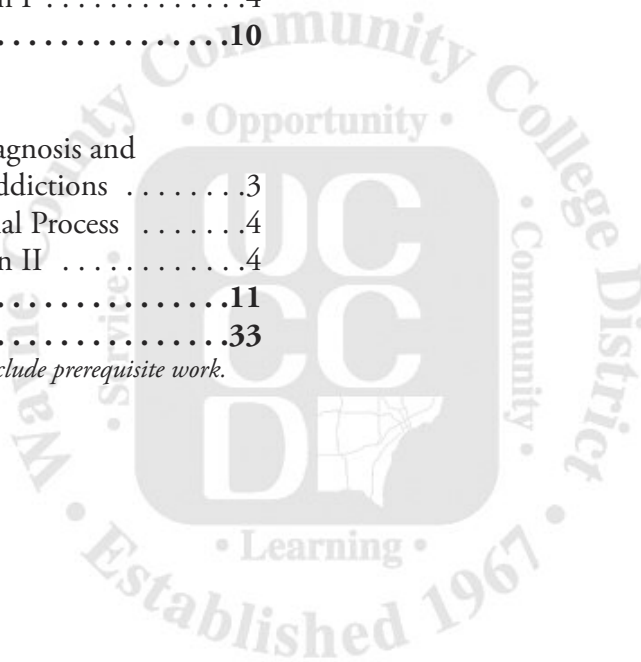 n I . . . . . . . . . . . . .4
. . . . . . . . . . . . . . . .10
agnosis and
ddictions . . . . . . . .3
al Process . . . . . . .4
n II . . . . . . . . . . . .4
. . . . . . . . . . . . . . . .11
. . . . . . . . . . . . . . . .33
clude prerequisite work.
Wayne County Community College District
• Established 1967 •
• Opportunity •
• Community •
• Learning •
• Service •
WC
CC
D